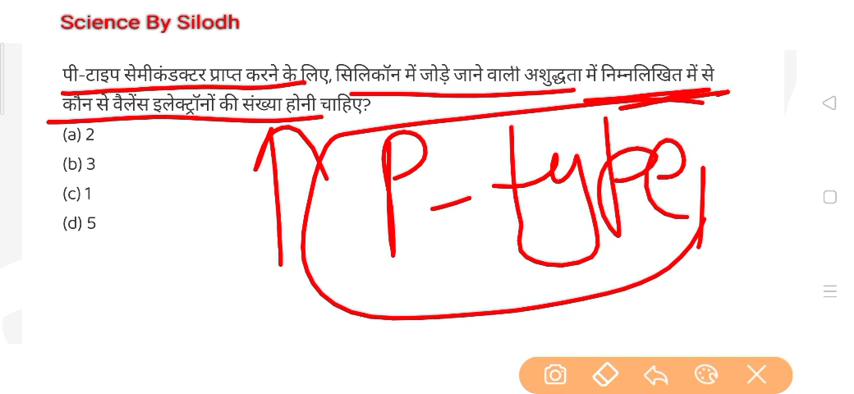 Science By Silodh
पी-टाइप सेमीकंडक्टर प्राप्त करने के लिए, सिलिकॉन में जोड़े जाने वाली अशुद्धता में निम्नलिखित में से
कौन से वैलेंस इलेक्ट्रॉनों की संख्या होनी चाहिए?
(a) 2
(b) 3
(c) 1
(d) 5
P-type